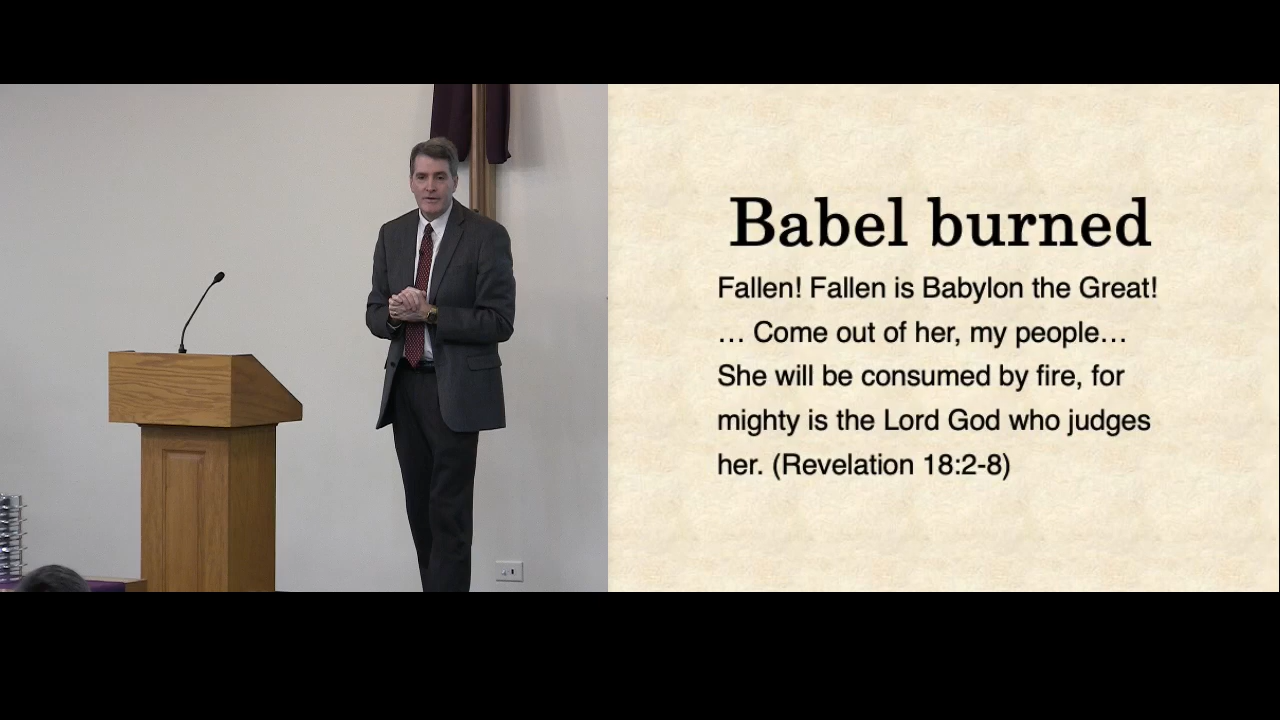 Babel burned
Fallen! Fallen is Babylon the Great!
… Come out of her, my people…
She will be consumed by fire, for
mighty is the Lord God who judges
her. (Revelation 18:2-8)